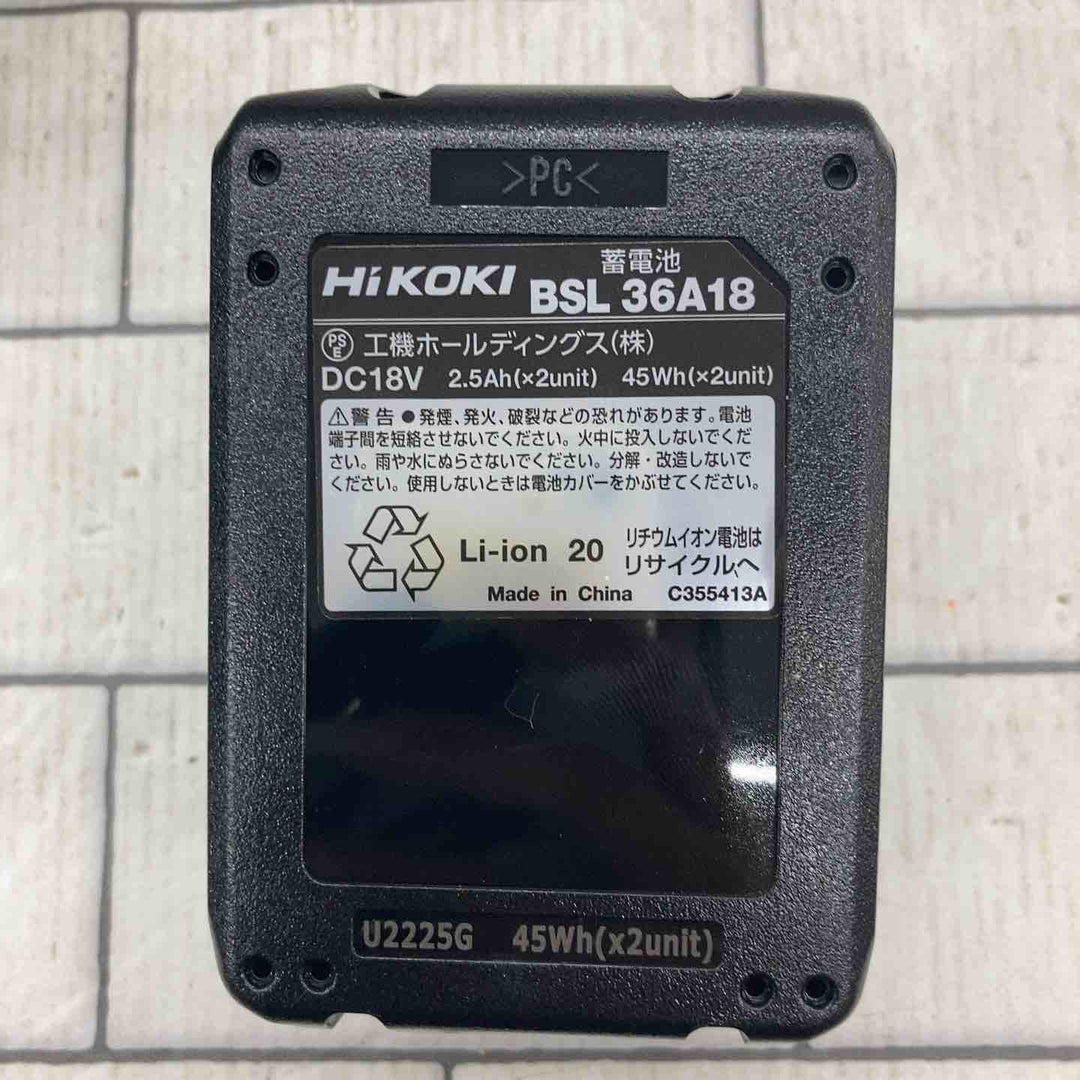 >PC<
HiKOKI 蓄電池
BSL 36A18
PS
E 工機ホールディングス(株)
DC18V 2.5Ah(×2unit) 45Wh(×2unit)
⚠警告 ●発煙、発火、破裂などの恐れがあります。電池
端子間を短絡させないでください。火中に投入しないでくだ
さい。雨や水にぬらさないでください。分解・改造しないで
ください。使用しないときは電池カバーをかぶせてください。
Li-ion 20 リチウムイオン電池は
リサイクルへ
Made in China C355413A
U2225G 45Wh(x2unit)